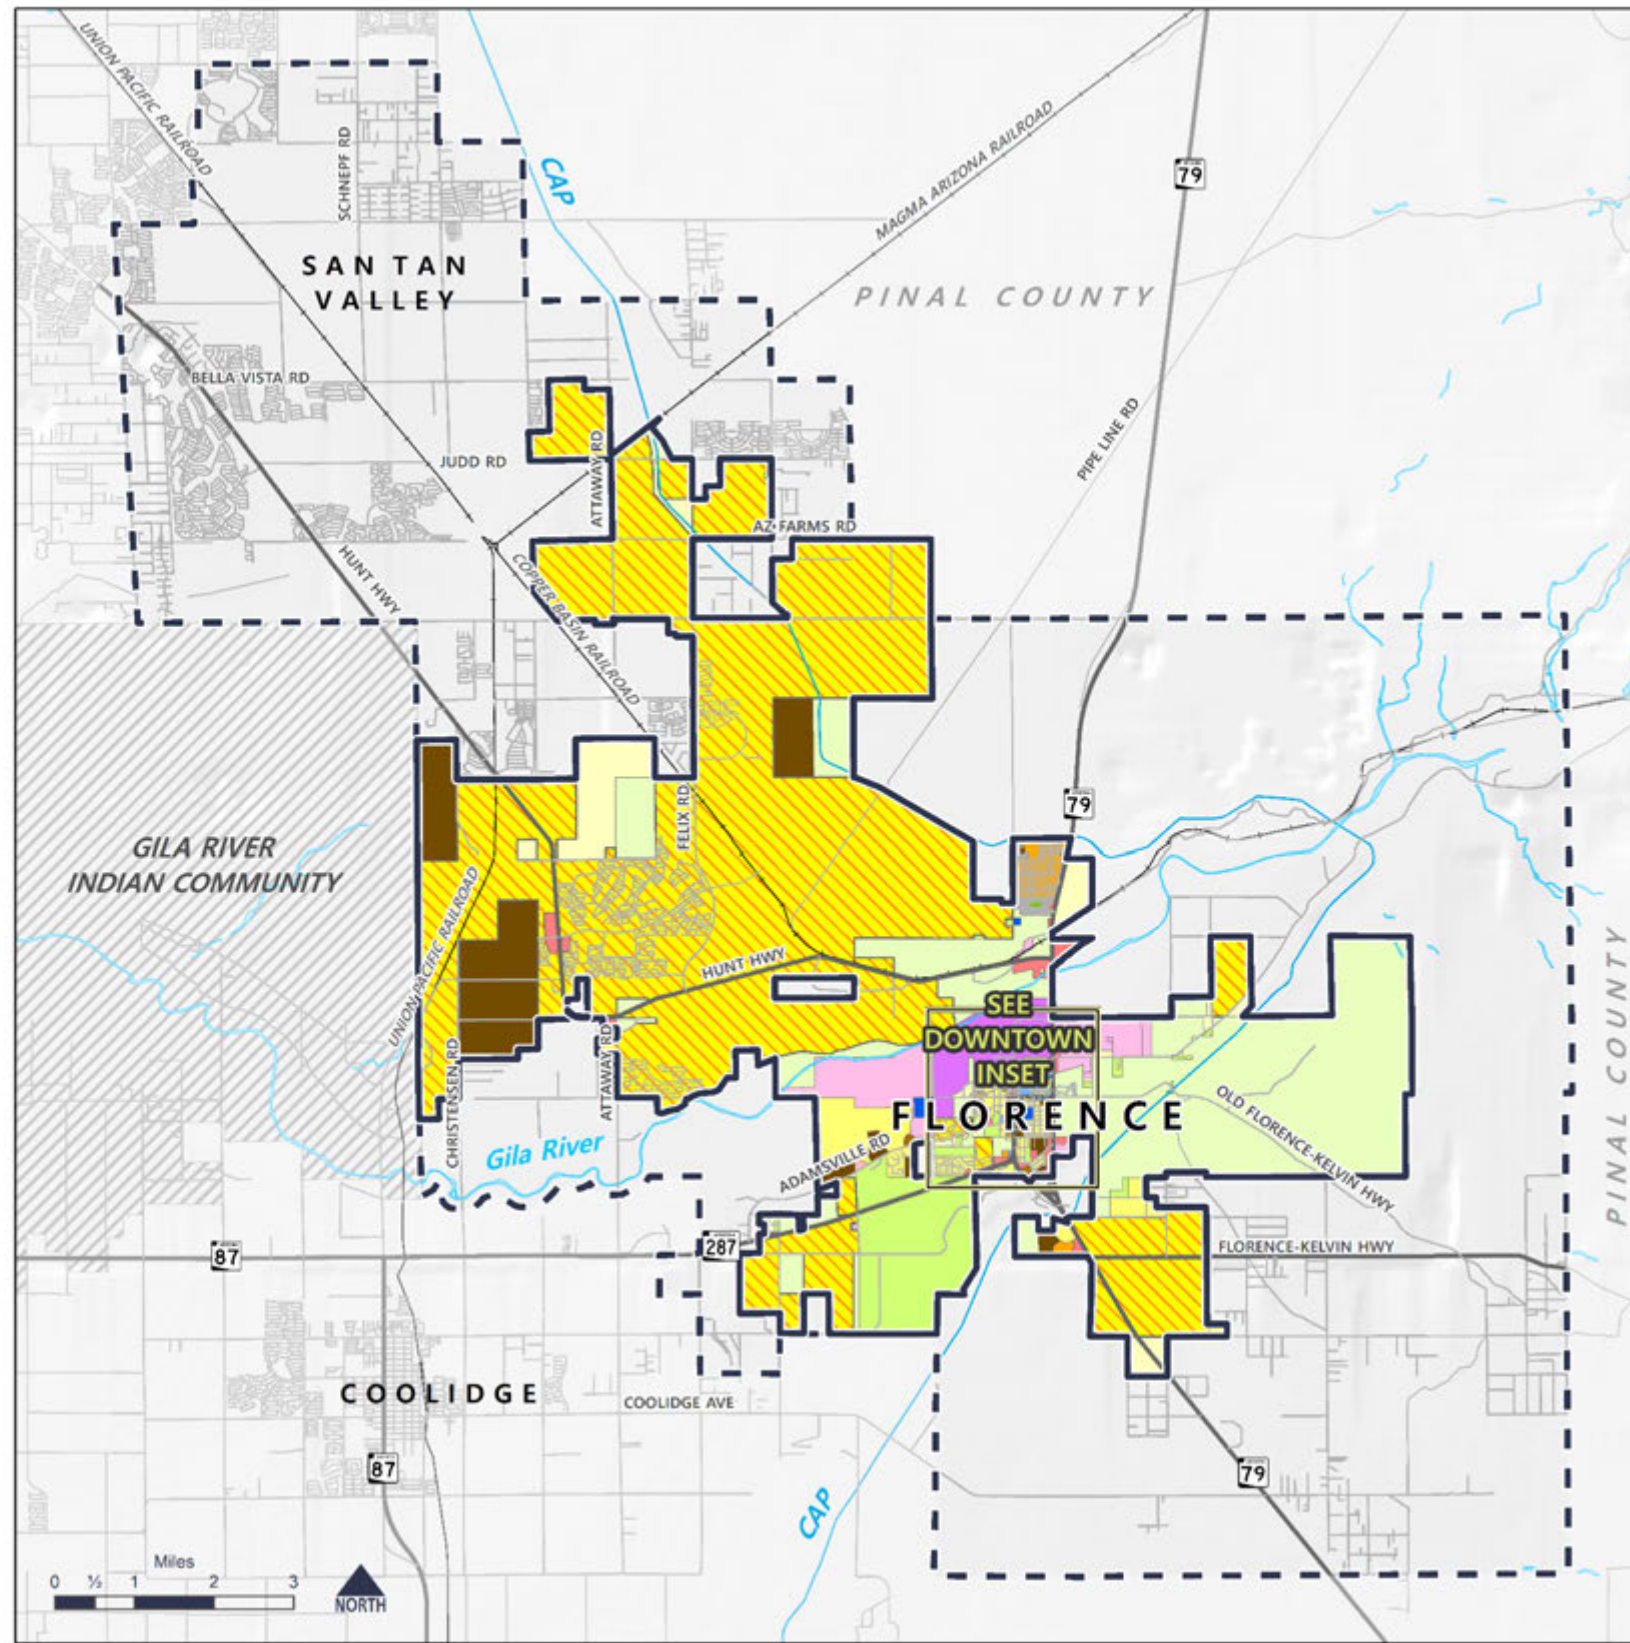 UNION PACIFIC RAILROAD
SCHNEPF RD
CAP
MAGMA ARIZONA RAILROAD
79
SAN TAN
VALLEY
PINAL COUNTY
BELLA VISTA RD
JUDD RD
ATTAWAY RD
PIPE LINE RD
AZ FARMS RD
HUNT HWY
COPPER BASIN RAILROAD
79
FELIX RD
GILA RIVER
INDIAN COMMUNITY
UNION PACIFIC RAILROAD
HUNT HWY
PINAL COUNTY
SEE
DOWNTOWN
INSET
CHRISTENSEN RD
ATTAWAY RD
FLORENCE
OLD FLORENCE-KELVIN HWY
Gila River
ADAMSVILLE RD
87
287
FLORENCE-KELVIN HWY
COOLIDGE
COOLIDGE AVE
87
79
CAP
Miles
0 ½ 1 2 3
NORTH